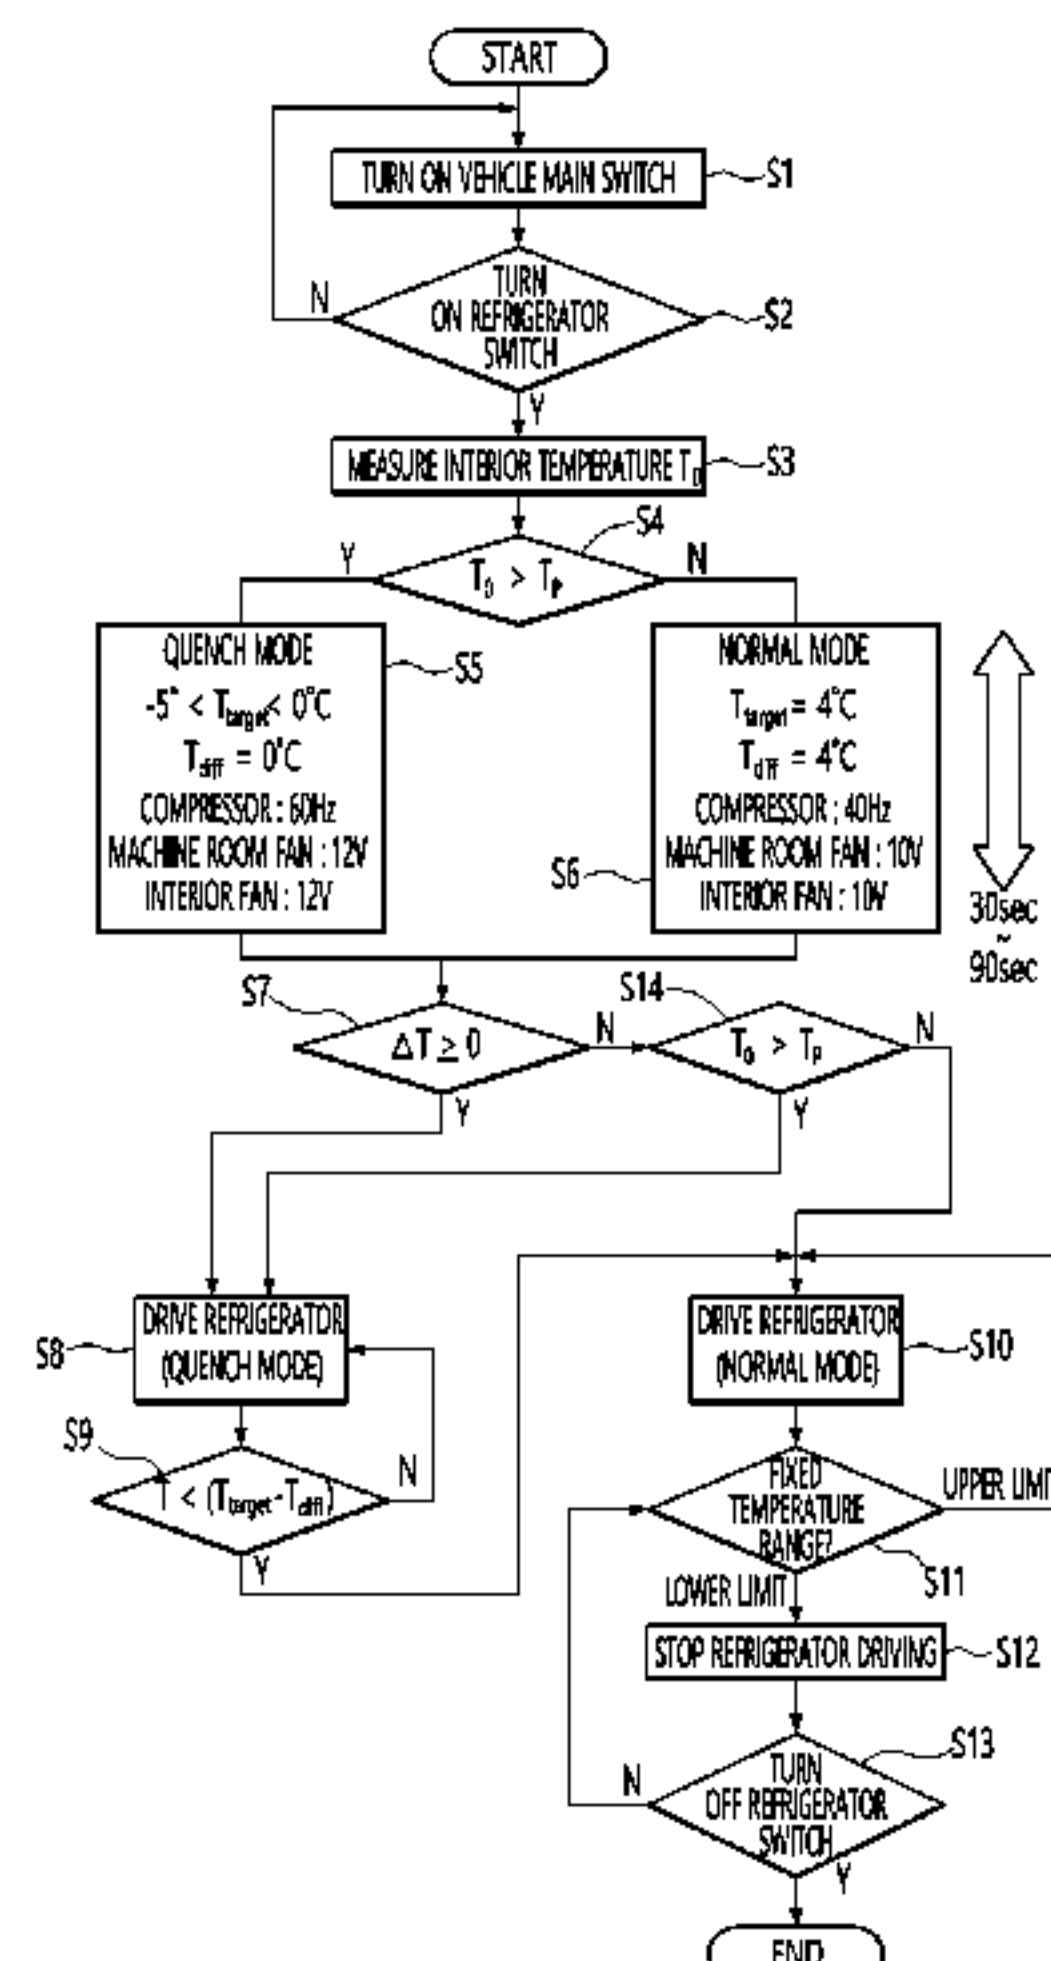 START
TURN ON VEHICLE MAIN SWITCH
S1
TURN
ON REFRIGERATOR
SWITCH
S2
N
Y
MEASURE INTERIOR TEMPERATURE T₀
S3
S4
Y
T₀ > Tₚ
N
QUENCH MODE
-5° < Ttarget < 0°C
Tdiff = 0°C
COMPRESSOR : 60Hz
MACHINE ROOM FAN : 12V
INTERIOR FAN : 12V
S5
NORMAL MODE
Ttarget = 4°C
Tdiff = 4°C
COMPRESSOR : 40Hz
MACHINE ROOM FAN : 10V
INTERIOR FAN : 10V
S6
30sec
~
90sec
S7
ΔT ≥ 0
N
Y
S14
T₀ > Tₚ
N
Y
DRIVE REFRIGERATOR
(QUENCH MODE)
S8
DRIVE REFRIGERATOR
(NORMAL MODE)
S10
S9
T < (Ttarget - Tdiff)
N
Y
FIXED
TEMPERATURE
RANGE?
UPPER LIMIT
S11
LOWER LIMIT
STOP REFRIGERATOR DRIVING
S12
S13
TURN
OFF REFRIGERATOR
SWITCH
N
Y
END